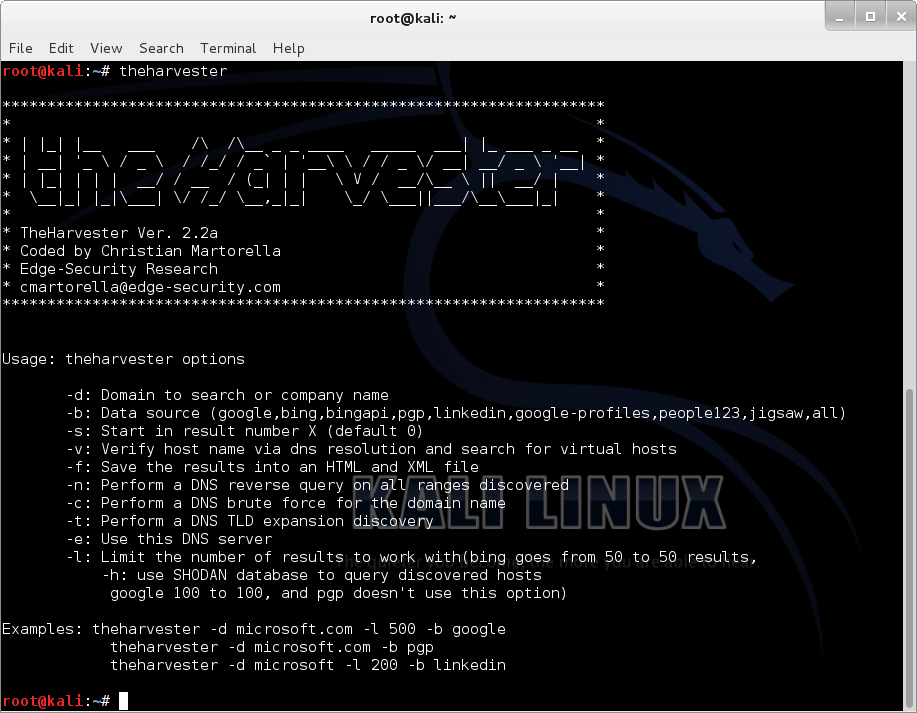 root@kali: ~
File Edit View Search Terminal Help
root@kali:~# theharvester
*******************************************************************
* *
* | |_| |__   ___    /\  /\__ _ _ ____   _____  ___| |_ ___ _ __  *
* | __| '_ \ / _ \  / /_/ / _` | '__\ \ / / _ \/ __| __/ _ \ '__| *
* | |_| | | |  __/ / __  / (_| | |   \ V /  __/\__ \ ||  __/ |    *
*  \__|_| |_|\___| \/ /_/ \__,_|_|    \_/ \___||___/\__\___|_|    *
* *
* TheHarvester Ver. 2.2a *
* Coded by Christian Martorella *
* Edge-Security Research *
* cmartorella@edge-security.com *
*******************************************************************
Usage: theharvester options
-d: Domain to search or company name
-b: Data source (google,bing,bingapi,pgp,linkedin,google-profiles,people123,jigsaw,all)
-s: Start in result number X (default 0)
-v: Verify host name via dns resolution and search for virtual hosts
-f: Save the results into an HTML and XML file
-n: Perform a DNS reverse query on all ranges discovered
-c: Perform a DNS brute force for the domain name
-t: Perform a DNS TLD expansion discovery
-e: Use this DNS server
-l: Limit the number of results to work with(bing goes from 50 to 50 results,
-h: use SHODAN database to query discovered hosts
google 100 to 100, and pgp doesn't use this option)
Examples: theharvester -d microsoft.com -l 500 -b google
theharvester -d microsoft.com -b pgp
theharvester -d microsoft -l 200 -b linkedin
root@kali:~#
KALI LINUX